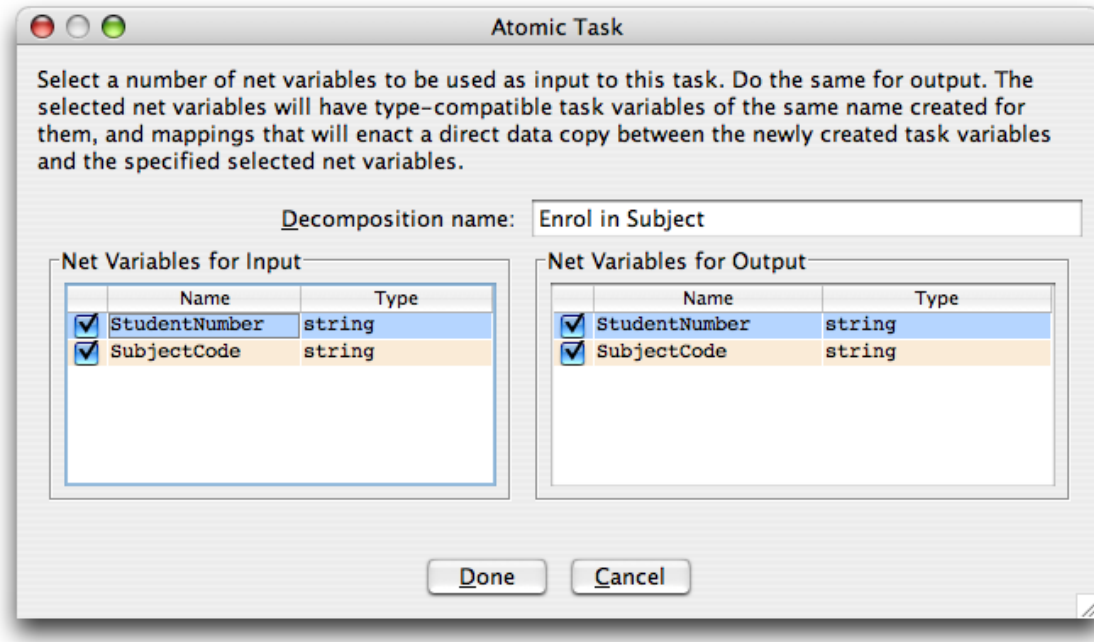 Atomic Task
Select a number of net variables to be used as input to this task. Do the same for output. The
selected net variables will have type-compatible task variables of the same name created for
them, and mappings that will enact a direct data copy between the newly created task variables
and the specified selected net variables.
Decomposition name: Enrol in Subject
Net Variables for Input
Name Type
StudentNumber string
SubjectCode string
Net Variables for Output
Name Type
StudentNumber string
SubjectCode string
Done Cancel